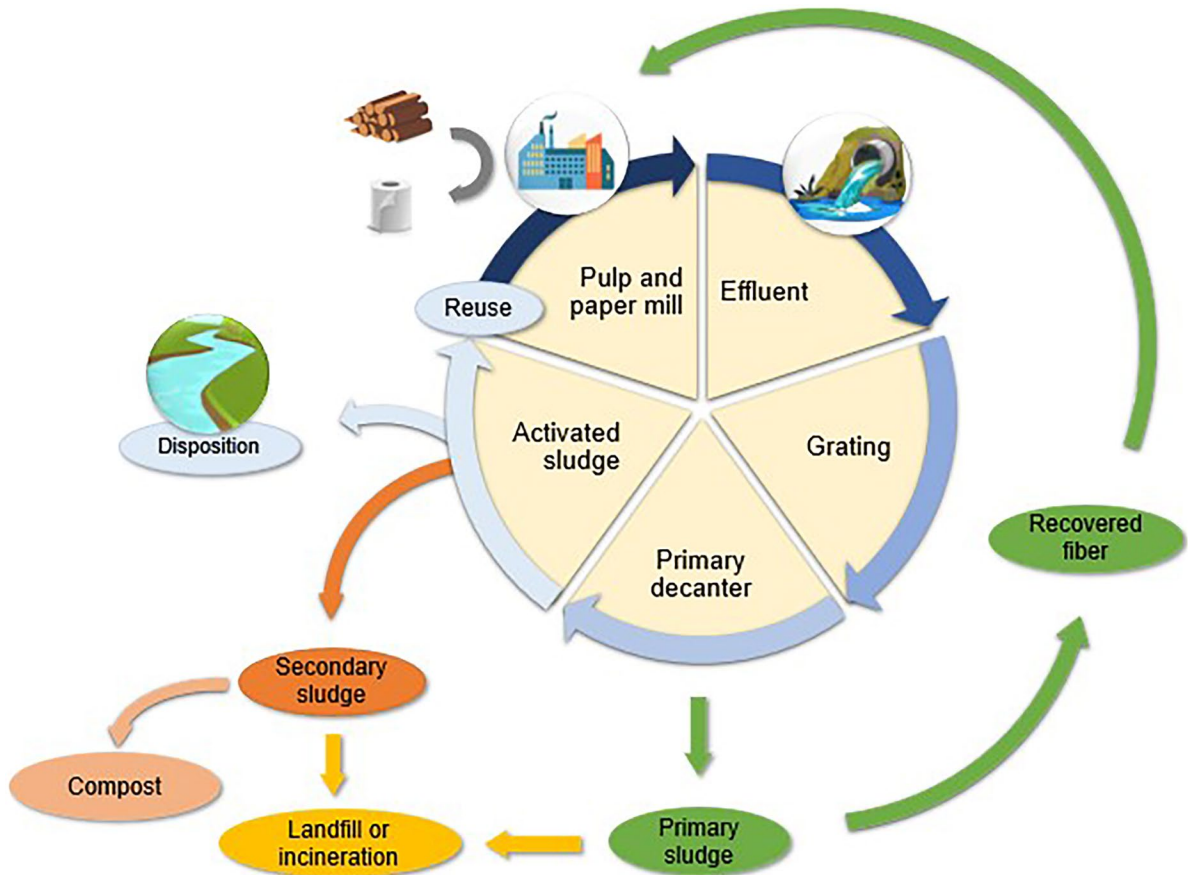 Pulp and
paper mill
Effluent
Reuse
Disposition
Activated
sludge
Grating
Primary
decanter
Recovered
fiber
Secondary
sludge
Compost
Landfill or
incineration
Primary
sludge